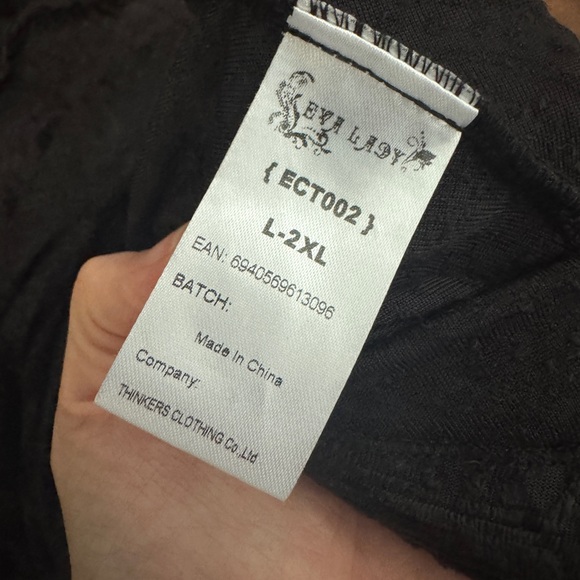 EVA LADY
{ ECT002 }
L-2XL
EAN: 6940569613096
BATCH:
Made In China
Company:
THINKERS CLOTHING Co.,Ltd